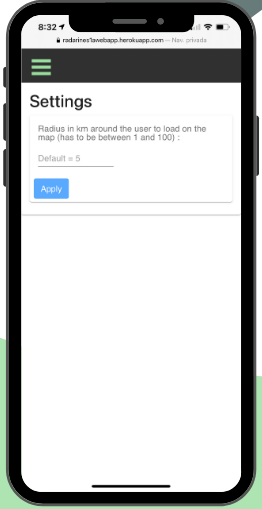 8:32
radarines1awebapp.herokuapp.com — Nav. privada
Settings
Radius in km around the user to load on the
map (has to be between 1 and 100) :
Default = 5
Apply